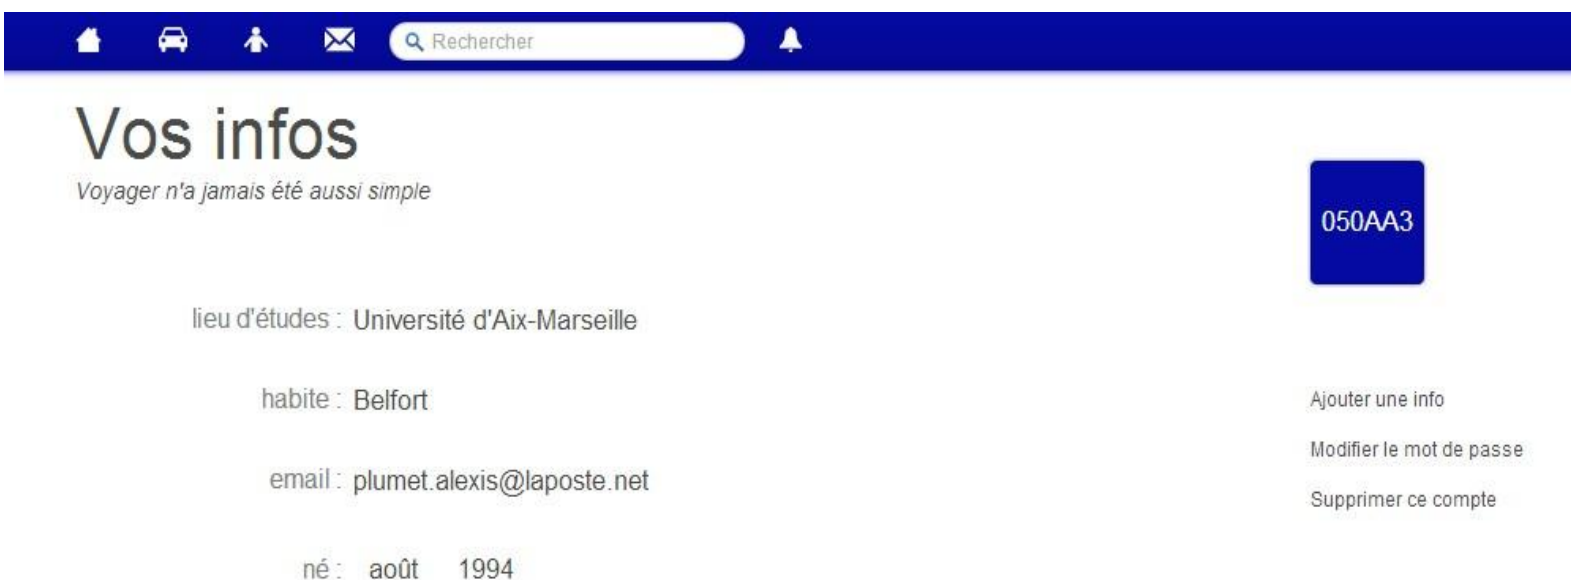 Rechercher
Vos infos
Voyager n'a jamais été aussi simple
050AA3
lieu d'études : Université d'Aix-Marseille
habite : Belfort
Ajouter une info
Modifier le mot de passe
email : plumet.alexis@laposte.net
Supprimer ce compte
né : août 1994